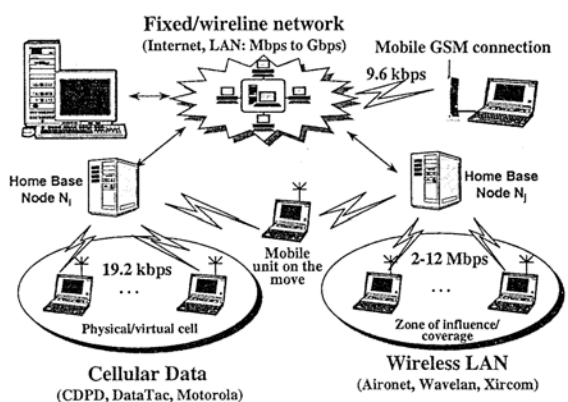 Fixed/wireline network
(Internet, LAN: Mbps to Gbps)
Mobile GSM connection
9.6 kbps
Home Base
Node Ni
Home Base
Node Nj
Mobile
unit on the
move
19.2 kbps
...
Physical/virtual cell
2-12 Mbps
...
Zone of influence/
coverage
Cellular Data
(CDPD, DataTac, Motorola)
Wireless LAN
(Aironet, Wavelan, Xircom)